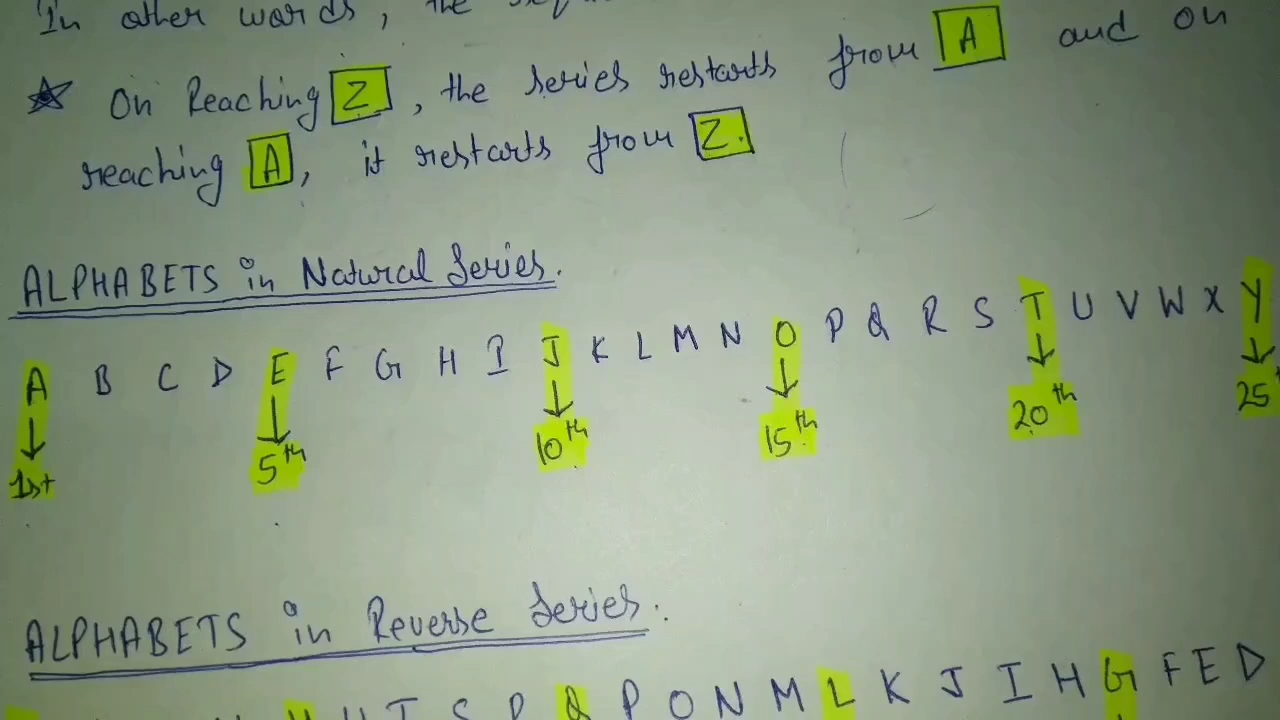 In other words, the
☆ On Reaching Z, the series restarts from A and on
reaching A, it restarts from Z.
ALPHABETS in Natural Series.
A B C D E F G H I J K L M N O P Q R S T U V W X Y
1st 5th 10th 15th 20th 25
ALPHABETS in Reverse Series.
U T S R Q P O N M L K J I H G F E D